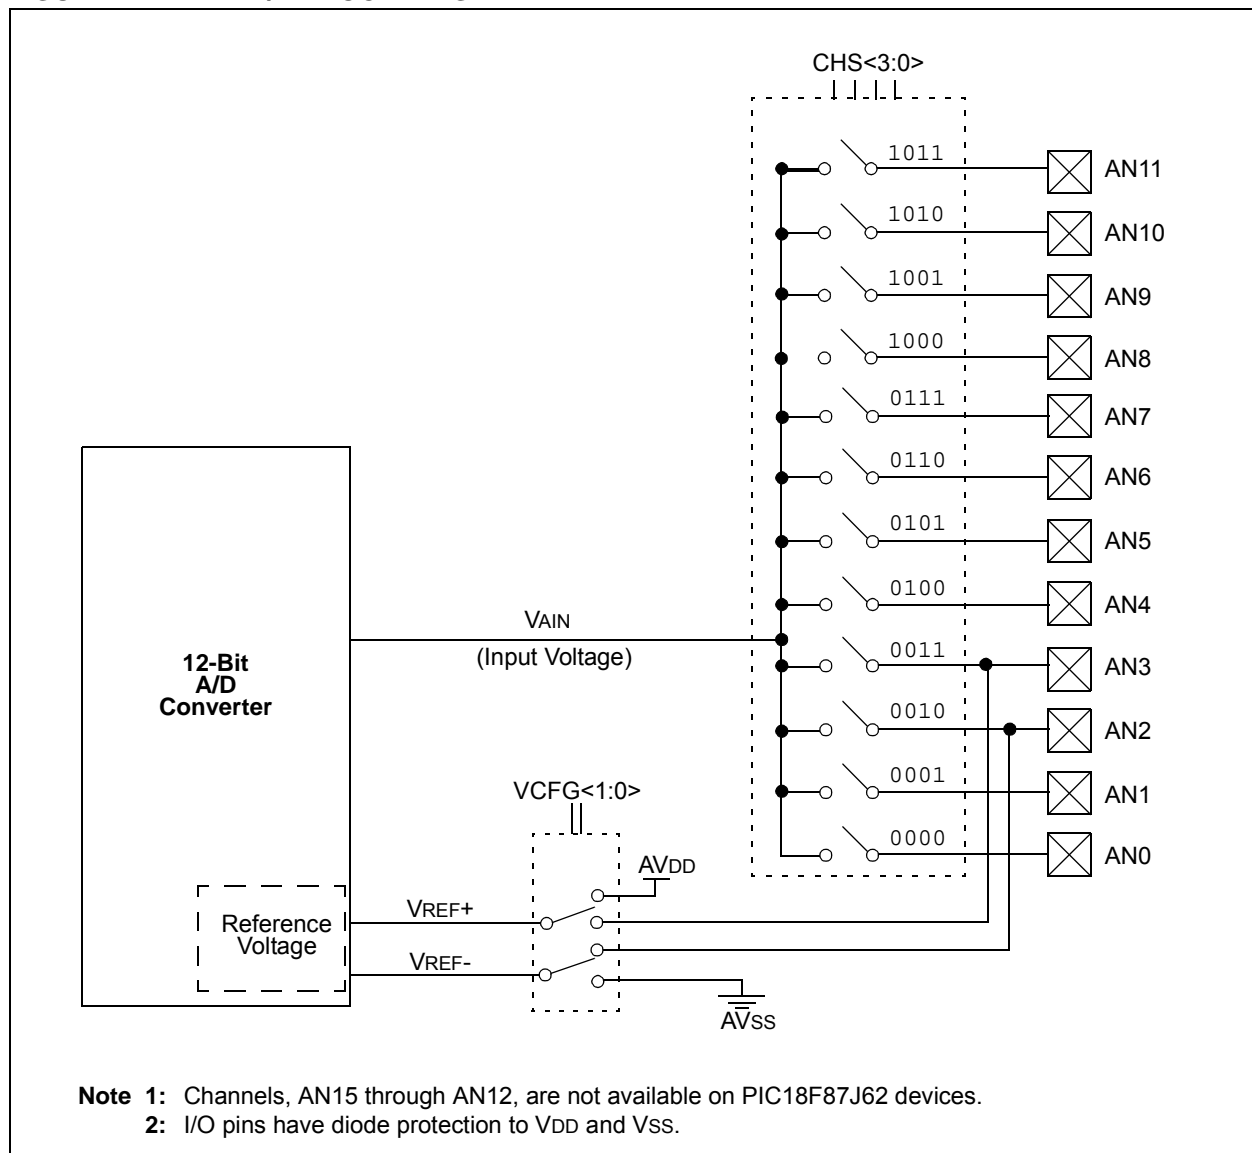 CHS<3:0>
1011
AN11
1010
AN10
1001
AN9
1000
AN8
0111
AN7
0110
AN6
0101
AN5
0100
AN4
VAIN
(Input Voltage)
0011
AN3
12-Bit
A/D
Converter
0010
AN2
VCFG<1:0>
0001
AN1
0000
AN0
AVDD
Reference
Voltage
VREF+
VREF-
AVSS
Note 1: Channels, AN15 through AN12, are not available on PIC18F87J62 devices.
2: I/O pins have diode protection to VDD and VSS.